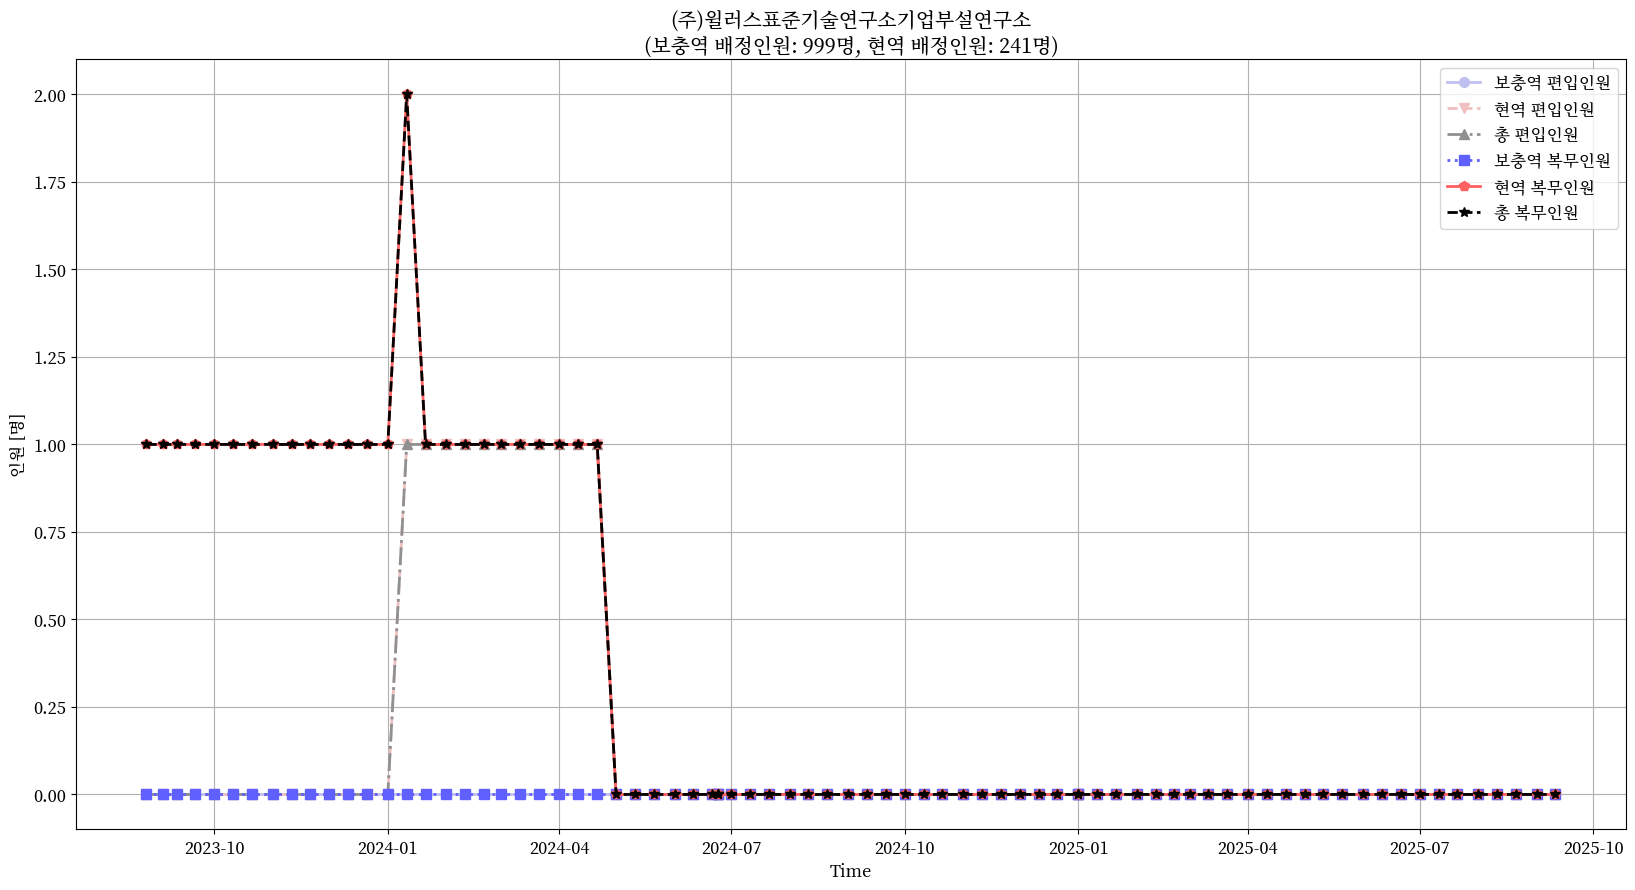 (주)윌러스표준기술연구소기업부설연구소
(보충역 배정인원: 999명, 현역 배정인원: 241명)
보충역 편입인원
현역 편입인원
총 편입인원
보충역 복무인원
현역 복무인원
총 복무인원
인원 [명]
2.00
1.75
1.50
1.25
1.00
0.75
0.50
0.25
0.00
2023-10 2024-01 2024-04 2024-07 2024-10 2025-01 2025-04 2025-07 2025-10
Time